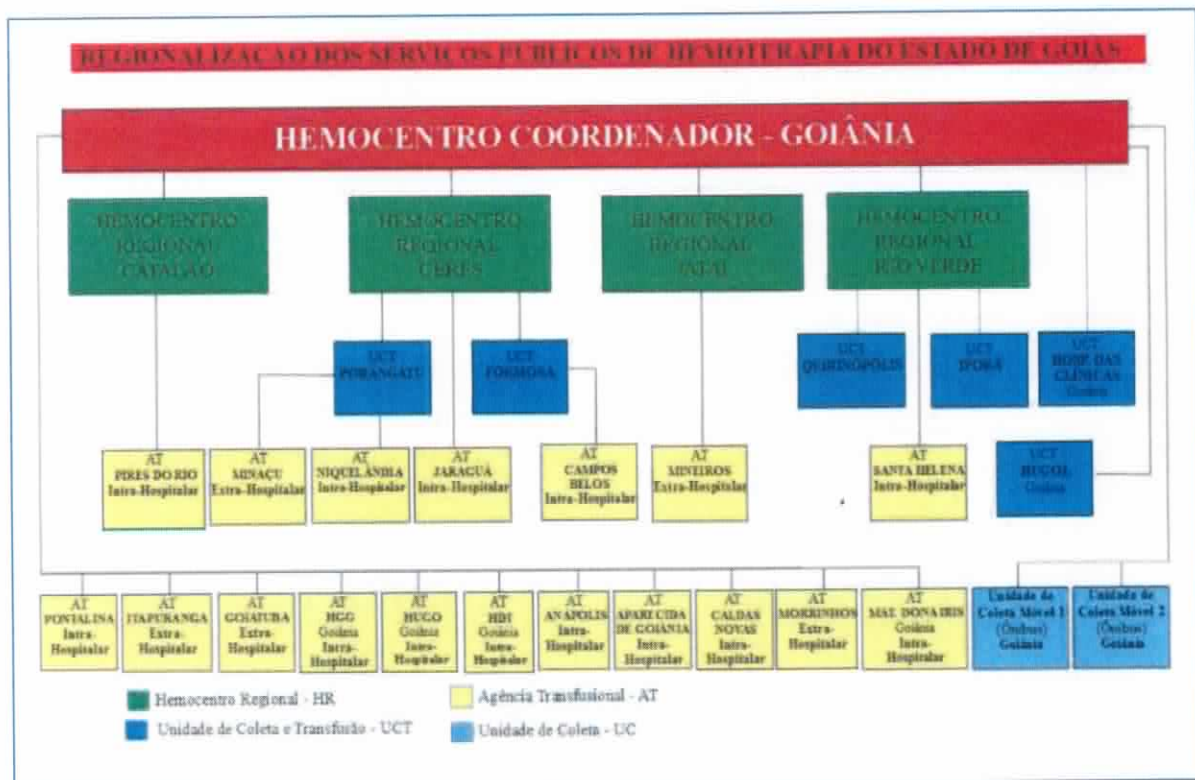 REGIONALIZAÇÃO DOS SERVIÇOS PÚBLICOS DE HEMOTERAPIA DO ESTADO DE GOIÁS
HEMOCENTRO COORDENADOR - GOIÂNIA
HEMOCENTRO
REGIONAL
CATALÃO
HEMOCENTRO
REGIONAL
CERES
HEMOCENTRO
REGIONAL
JATAÍ
HEMOCENTRO
REGIONAL
RIO VERDE
UCT
PORANGATU
UCT
FORMOSA
UCT
QUIRINÓPOLIS
UCT
IPORÁ
UCT
HOSP. DAS
CLÍNICAS
Goiânia
AT
PIRES DO RIO
Intra-Hospitalar
AT
MINAÇU
Extra-Hospitalar
AT
NIQUELÂNDIA
Intra-Hospitalar
AT
JARAGUÁ
Intra-Hospitalar
AT
CAMPOS
BELOS
Intra-Hospitalar
AT
MINEIROS
Extra-Hospitalar
AT
SANTA HELENA
Intra-Hospitalar
UCT
HUGOL
Goiânia
AT
PONTALINA
Intra-
Hospitalar
AT
ITAPURANGA
Extra-
Hospitalar
AT
GOIATUBA
Extra-
Hospitalar
AT
HGG
Goiânia
Intra-
Hospitalar
AT
HUGO
Goiânia
Intra-
Hospitalar
AT
HDT
Goiânia
Intra-
Hospitalar
AT
ANÁPOLIS
Intra-
Hospitalar
AT
APARECIDA
DE GOIÂNIA
Intra-
Hospitalar
AT
CALDAS
NOVAS
Intra-
Hospitalar
AT
MORRINHOS
Extra-
Hospitalar
AT
MAT. DONA IRIS
Goiânia
Intra-
Hospitalar
Unidade de
Coleta Móvel 1
(Ônibus)
Goiânia
Unidade de
Coleta Móvel 2
(Ônibus)
Goiânia
Hemocentro Regional - HR
Agência Transfusional - AT
Unidade de Coleta e Transfusão - UCT
Unidade de Coleta - UC